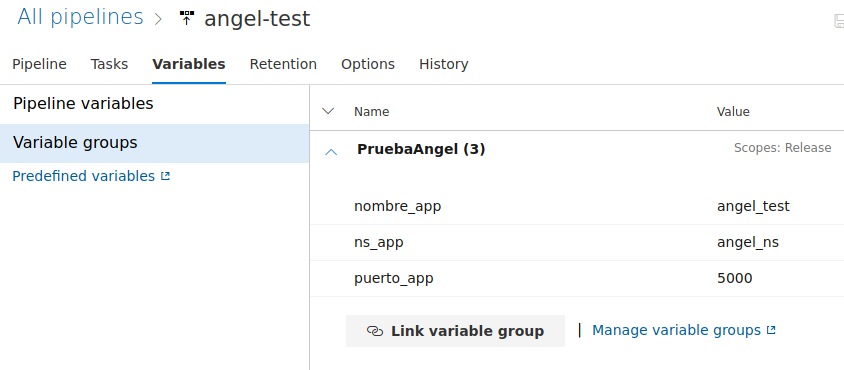 All pipelines > angel-test
Pipeline Tasks Variables Retention Options History
Pipeline variables
Variable groups
Predefined variables
Name Value
PruebaAngel (3) Scopes: Release
nombre_app angel_test
ns_app angel_ns
puerto_app 5000
Link variable group | Manage variable groups